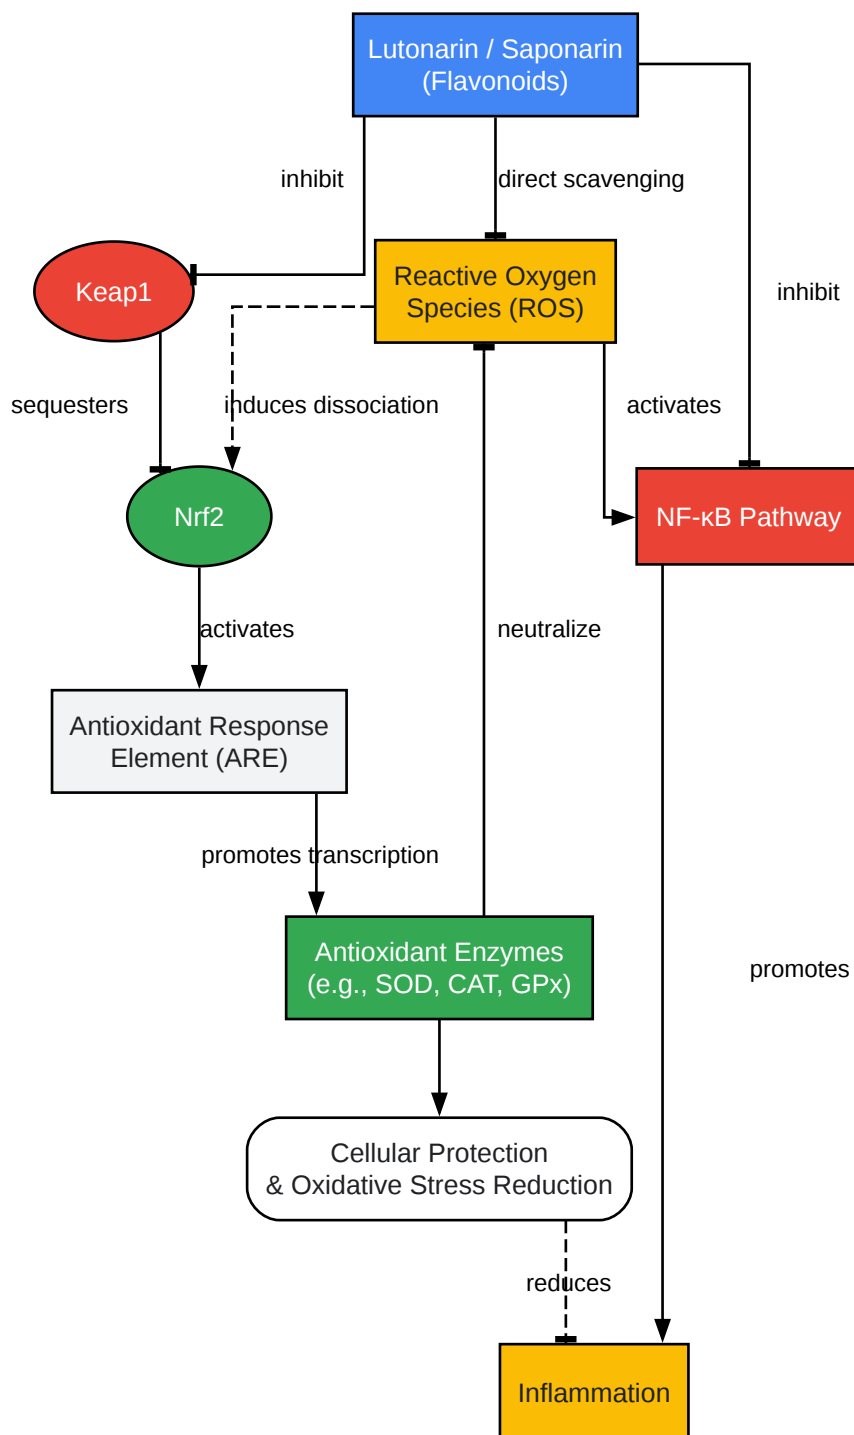 Lutonarin / Saponarin
(Flavonoids)
inhibit
direct scavenging
Keap1
Reactive Oxygen
Species (ROS)
inhibit
sequesters
induces dissociation
activates
Nrf2
NF-κB Pathway
activates
neutralize
Antioxidant Response
Element (ARE)
promotes transcription
Antioxidant Enzymes
(e.g., SOD, CAT, GPx)
promotes
Cellular Protection
& Oxidative Stress Reduction
reduces
Inflammation